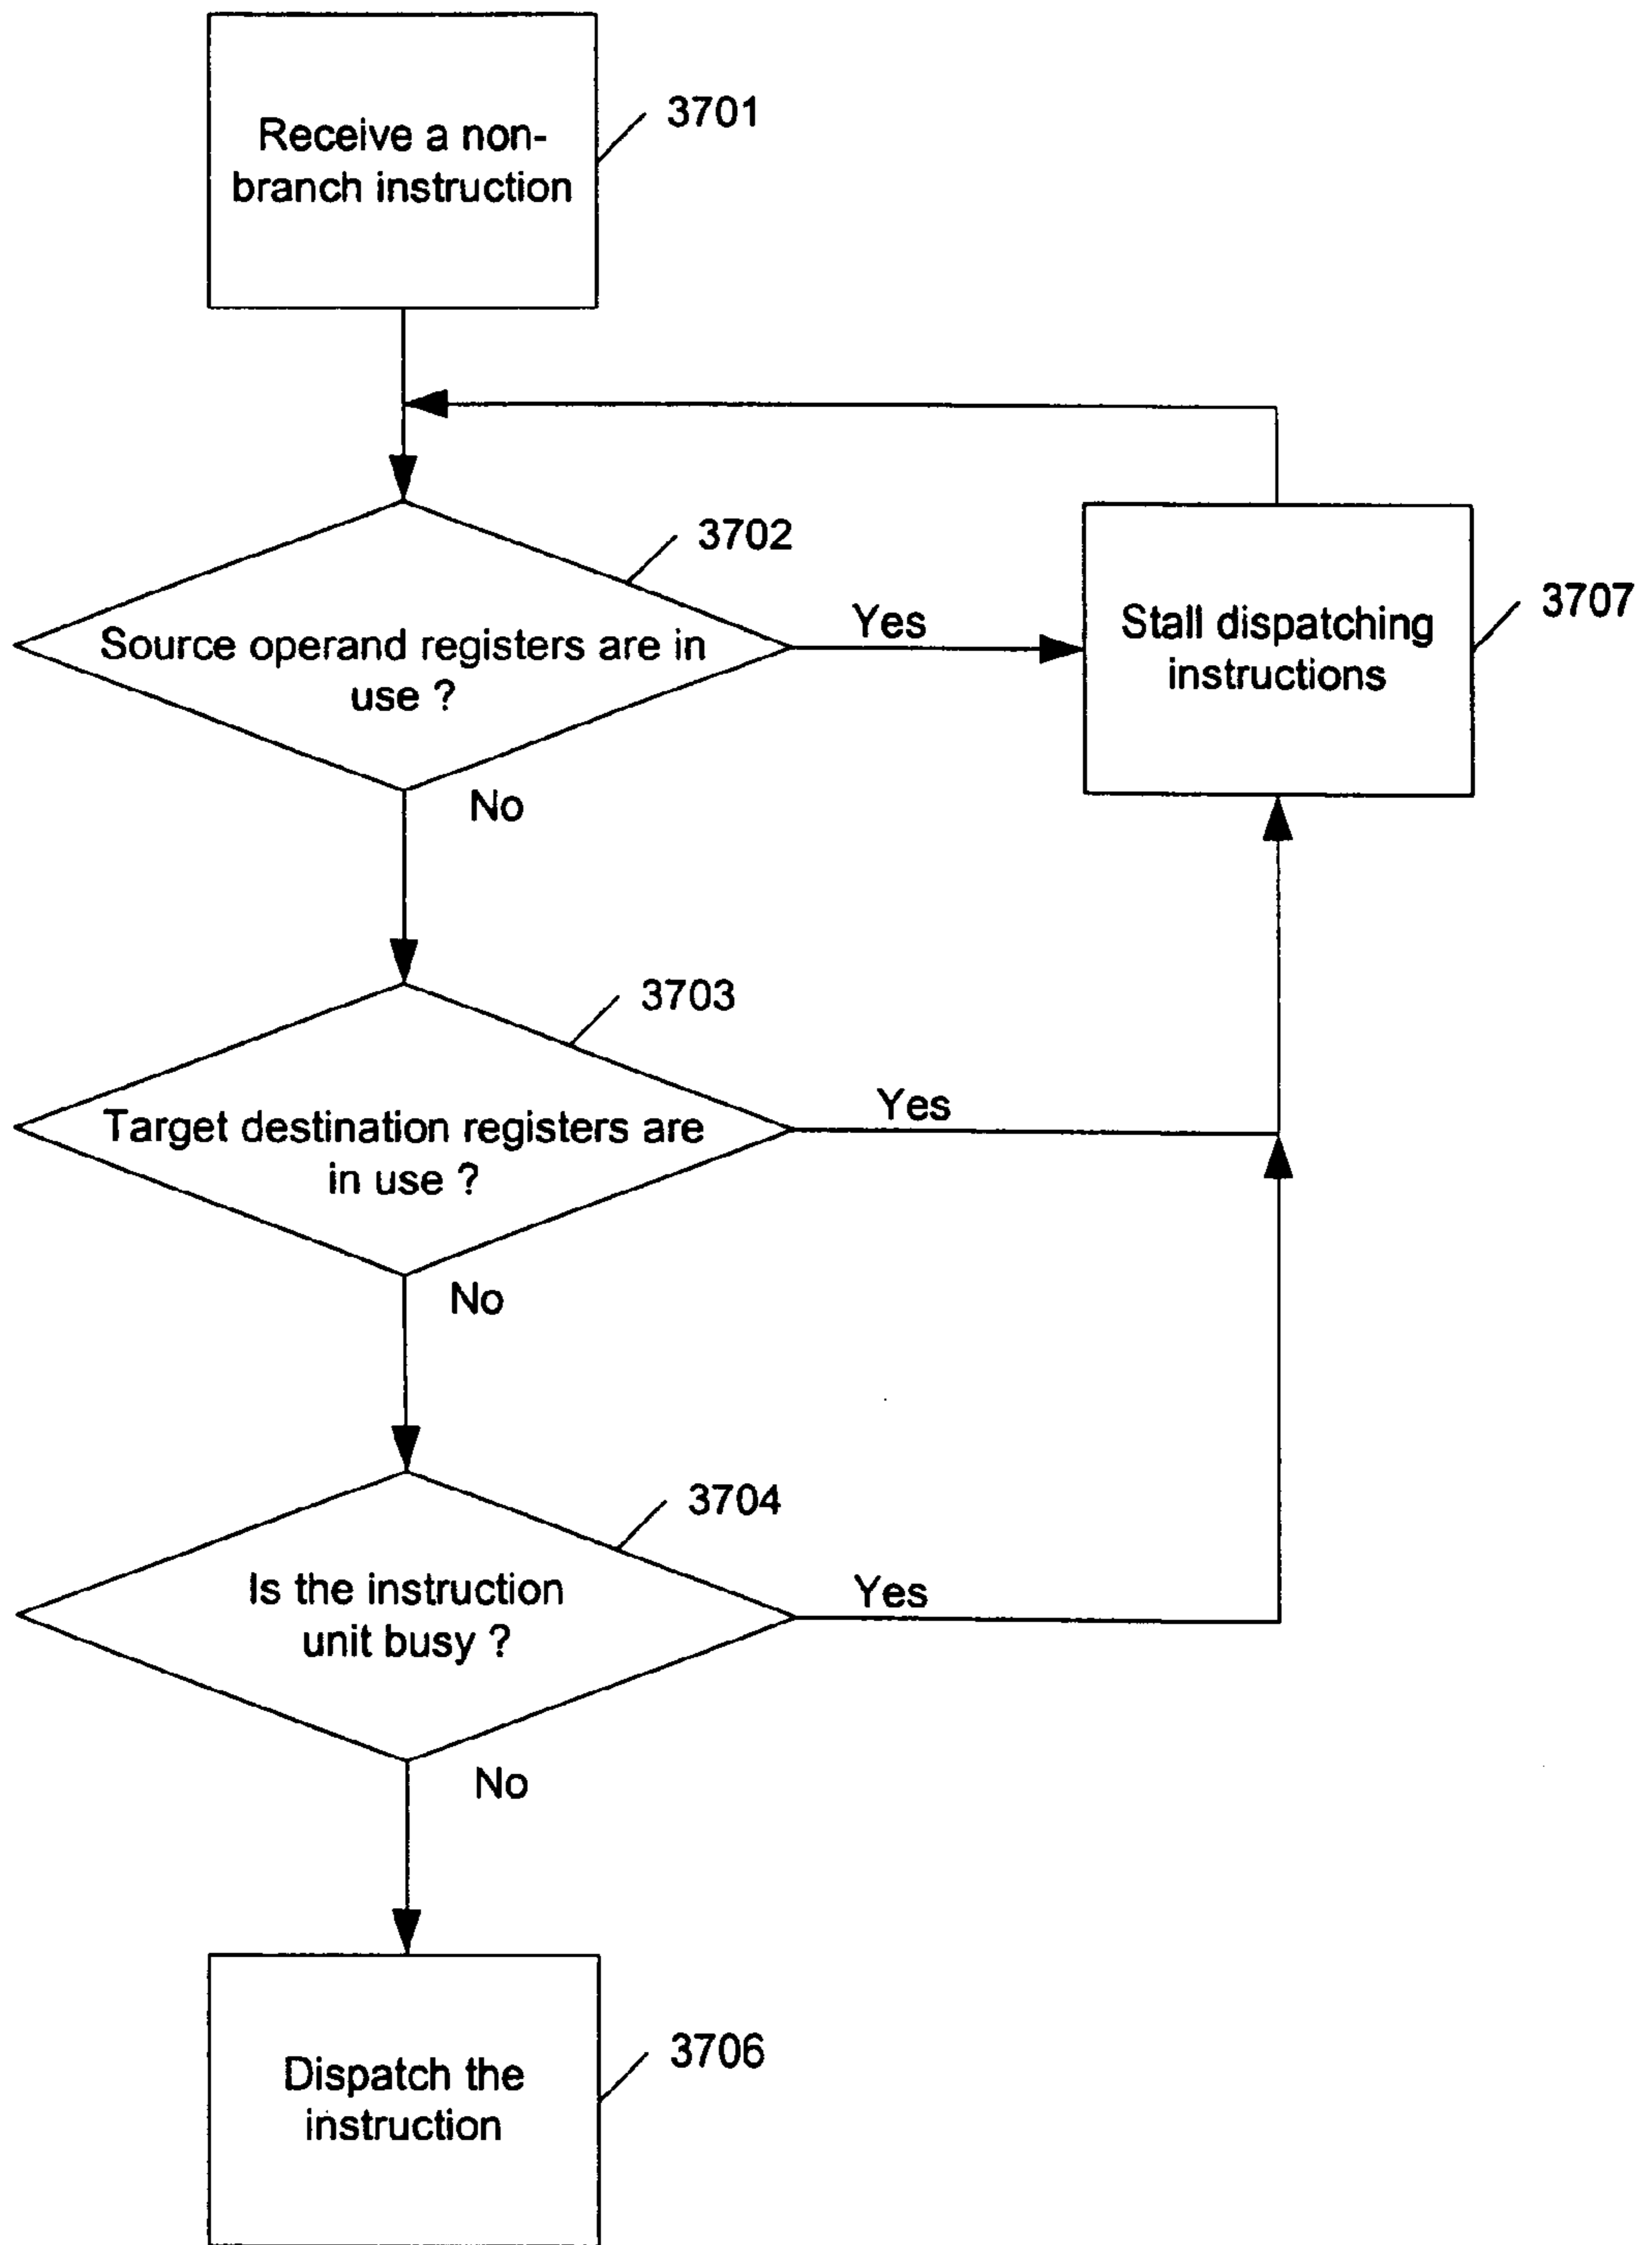 Receive a non-
branch instruction
3701
3702
Source operand registers are in
use ?
Yes
Stall dispatching
instructions
3707
No
3703
Target destination registers are
in use ?
Yes
No
3704
Is the instruction
unit busy ?
Yes
No
Dispatch the
instruction
3706